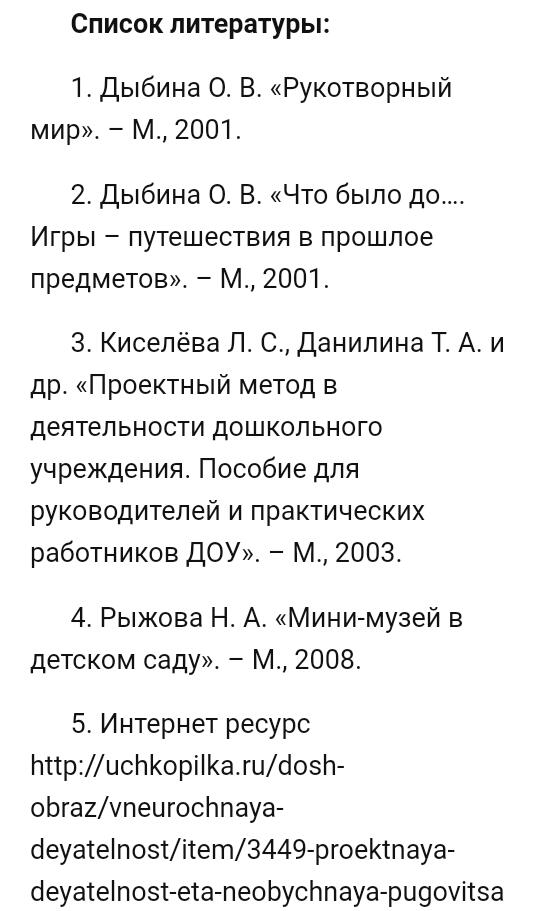 Список литературы:
1. Дыбина О. В. «Рукотворный
мир». – М., 2001.
2. Дыбина О. В. «Что было до….
Игры – путешествия в прошлое
предметов». – М., 2001.
3. Киселёва Л. С., Данилина Т. А. и
др. «Проектный метод в
деятельности дошкольного
учреждения. Пособие для
руководителей и практических
работников ДОУ». – М., 2003.
4. Рыжова Н. А. «Мини-музей в
детском саду». – М., 2008.
5. Интернет ресурс
http://uchkopilka.ru/dosh-
obraz/vneurochnaya-
deyatelnost/item/3449-proektnaya-
deyatelnost-eta-neobychnaya-pugovitsa